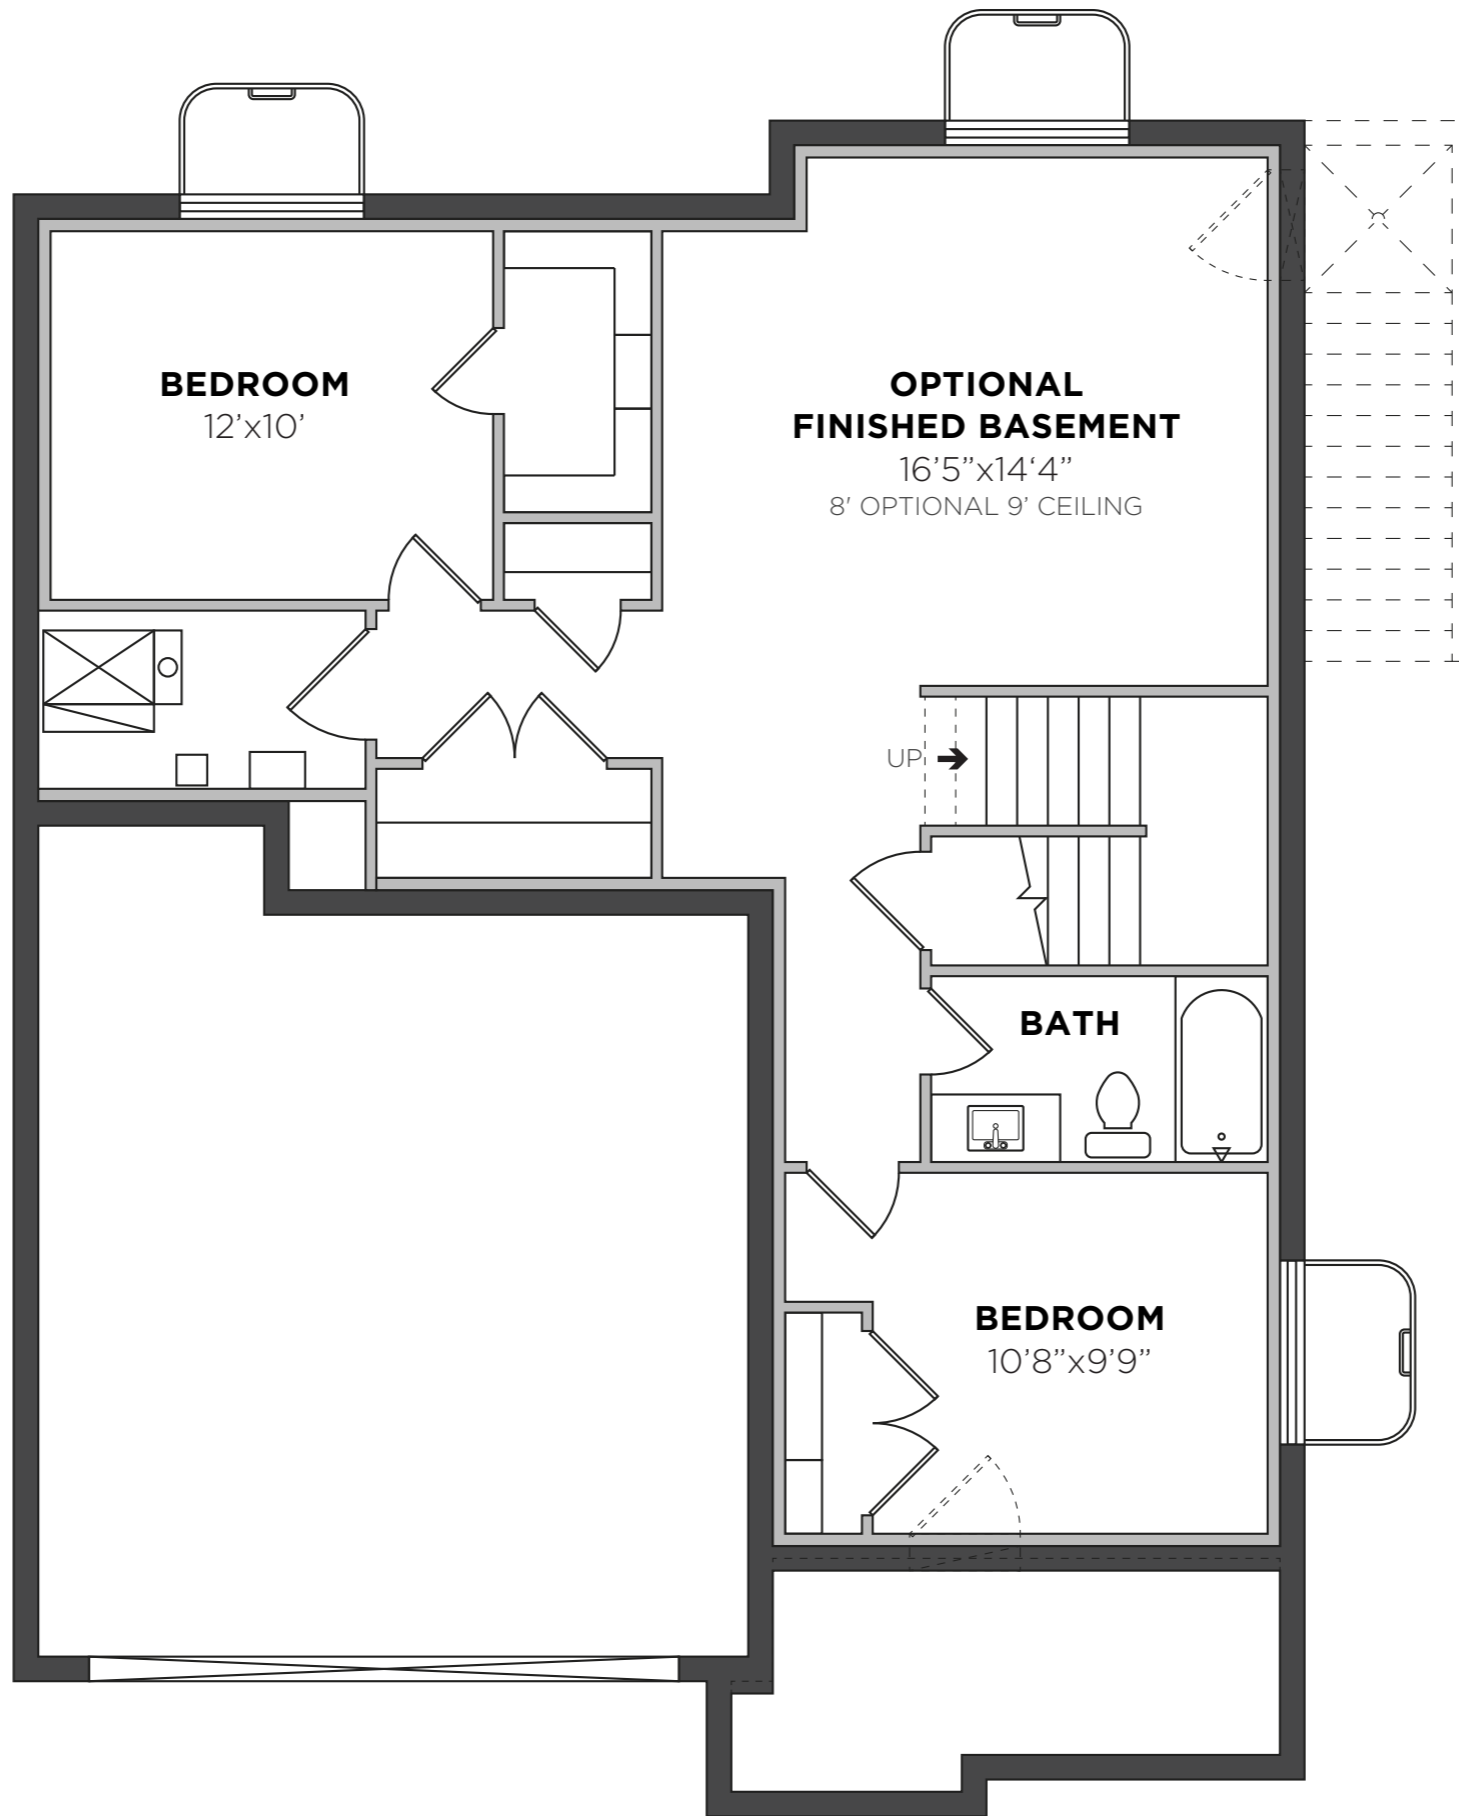 BEDROOM
12’x10’
OPTIONAL
FINISHED BASEMENT
16’5”x14‘4”
8' OPTIONAL 9’ CEILING
UP
BATH
BEDROOM
10’8”x9’9”